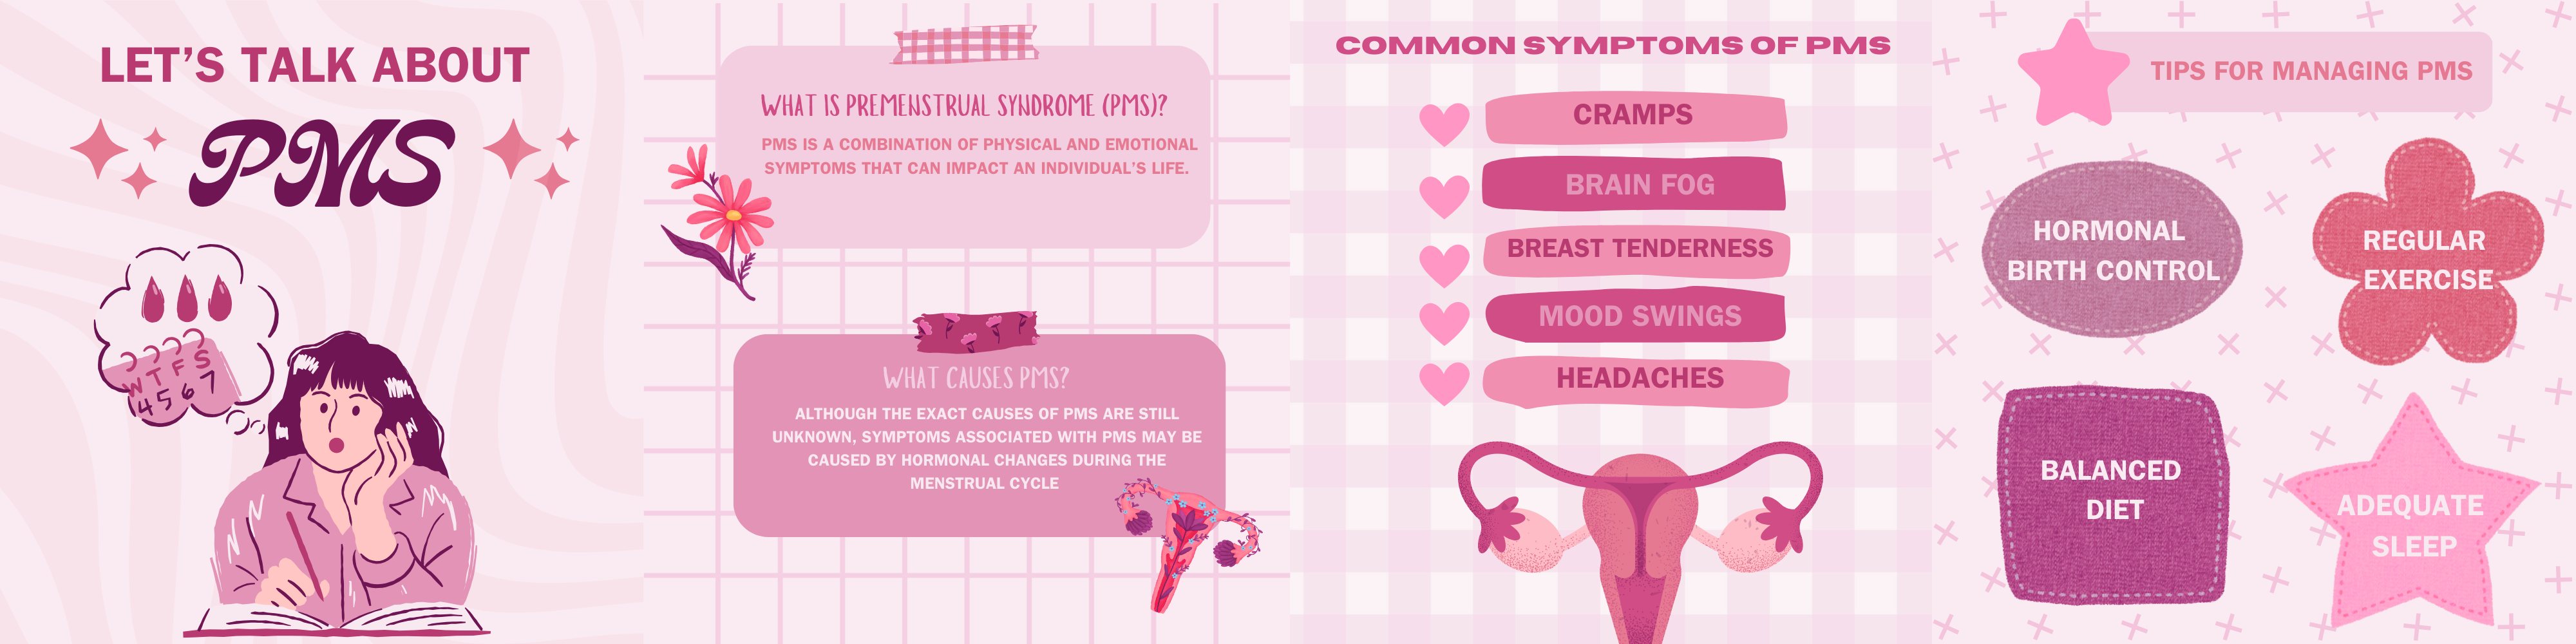 LET'S TALK ABOUT
PMS
W T F S
4 5 6 7
WHAT IS PREMENSTRUAL SYNDROME (PMS)?
PMS IS A COMBINATION OF PHYSICAL AND EMOTIONAL
SYMPTOMS THAT CAN IMPACT AN INDIVIDUAL'S LIFE.
WHAT CAUSES PMS?
ALTHOUGH THE EXACT CAUSES OF PMS ARE STILL
UNKNOWN, SYMPTOMS ASSOCIATED WITH PMS MAY BE
CAUSED BY HORMONAL CHANGES DURING THE
MENSTRUAL CYCLE
COMMON SYMPTOMS OF PMS
CRAMPS
BRAIN FOG
BREAST TENDERNESS
MOOD SWINGS
HEADACHES
TIPS FOR MANAGING PMS
HORMONAL
BIRTH CONTROL
REGULAR
EXERCISE
BALANCED
DIET
ADEQUATE
SLEEP